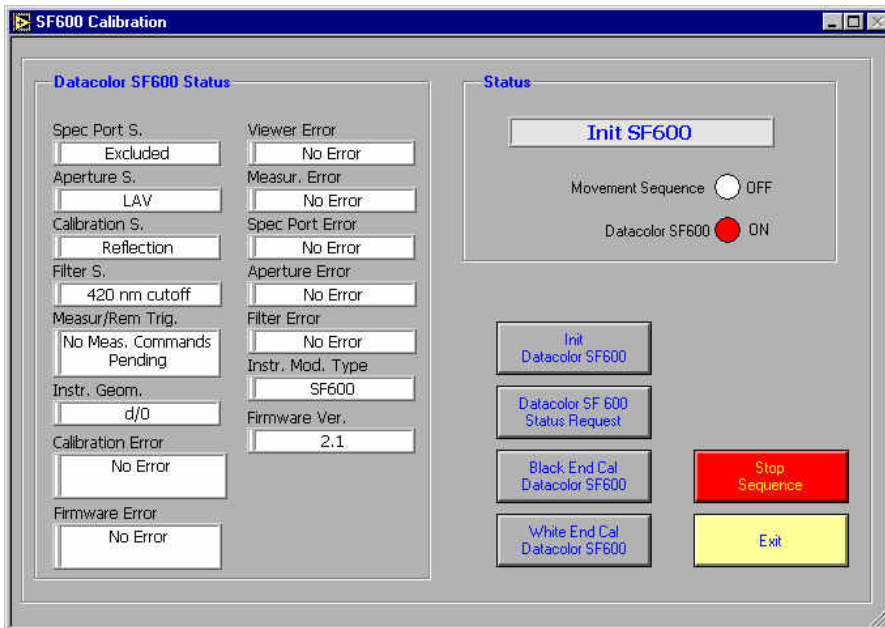 SF600 Calibration
Datacolor SF600 Status
Spec Port S.
Excluded
Aperture S.
LAV
Calibration S.
Reflection
Filter S.
420 nm cutoff
Measur/Rem Trig.
No Meas. Commands
Pending
Instr. Geom.
d/0
Calibration Error
No Error
Firmware Error
No Error
Viewer Error
No Error
Measur. Error
No Error
Spec Port Error
No Error
Aperture Error
No Error
Filter Error
No Error
Instr. Mod. Type
SF600
Firmware Ver.
2.1
Status
Init SF600
Movement Sequence OFF
Datacolor SF600 ON
Init
Datacolor SF600
Datacolor SF 600
Status Request
Black End Cal
Datacolor SF600
White End Cal
Datacolor SF600
Stop
Sequence
Exit